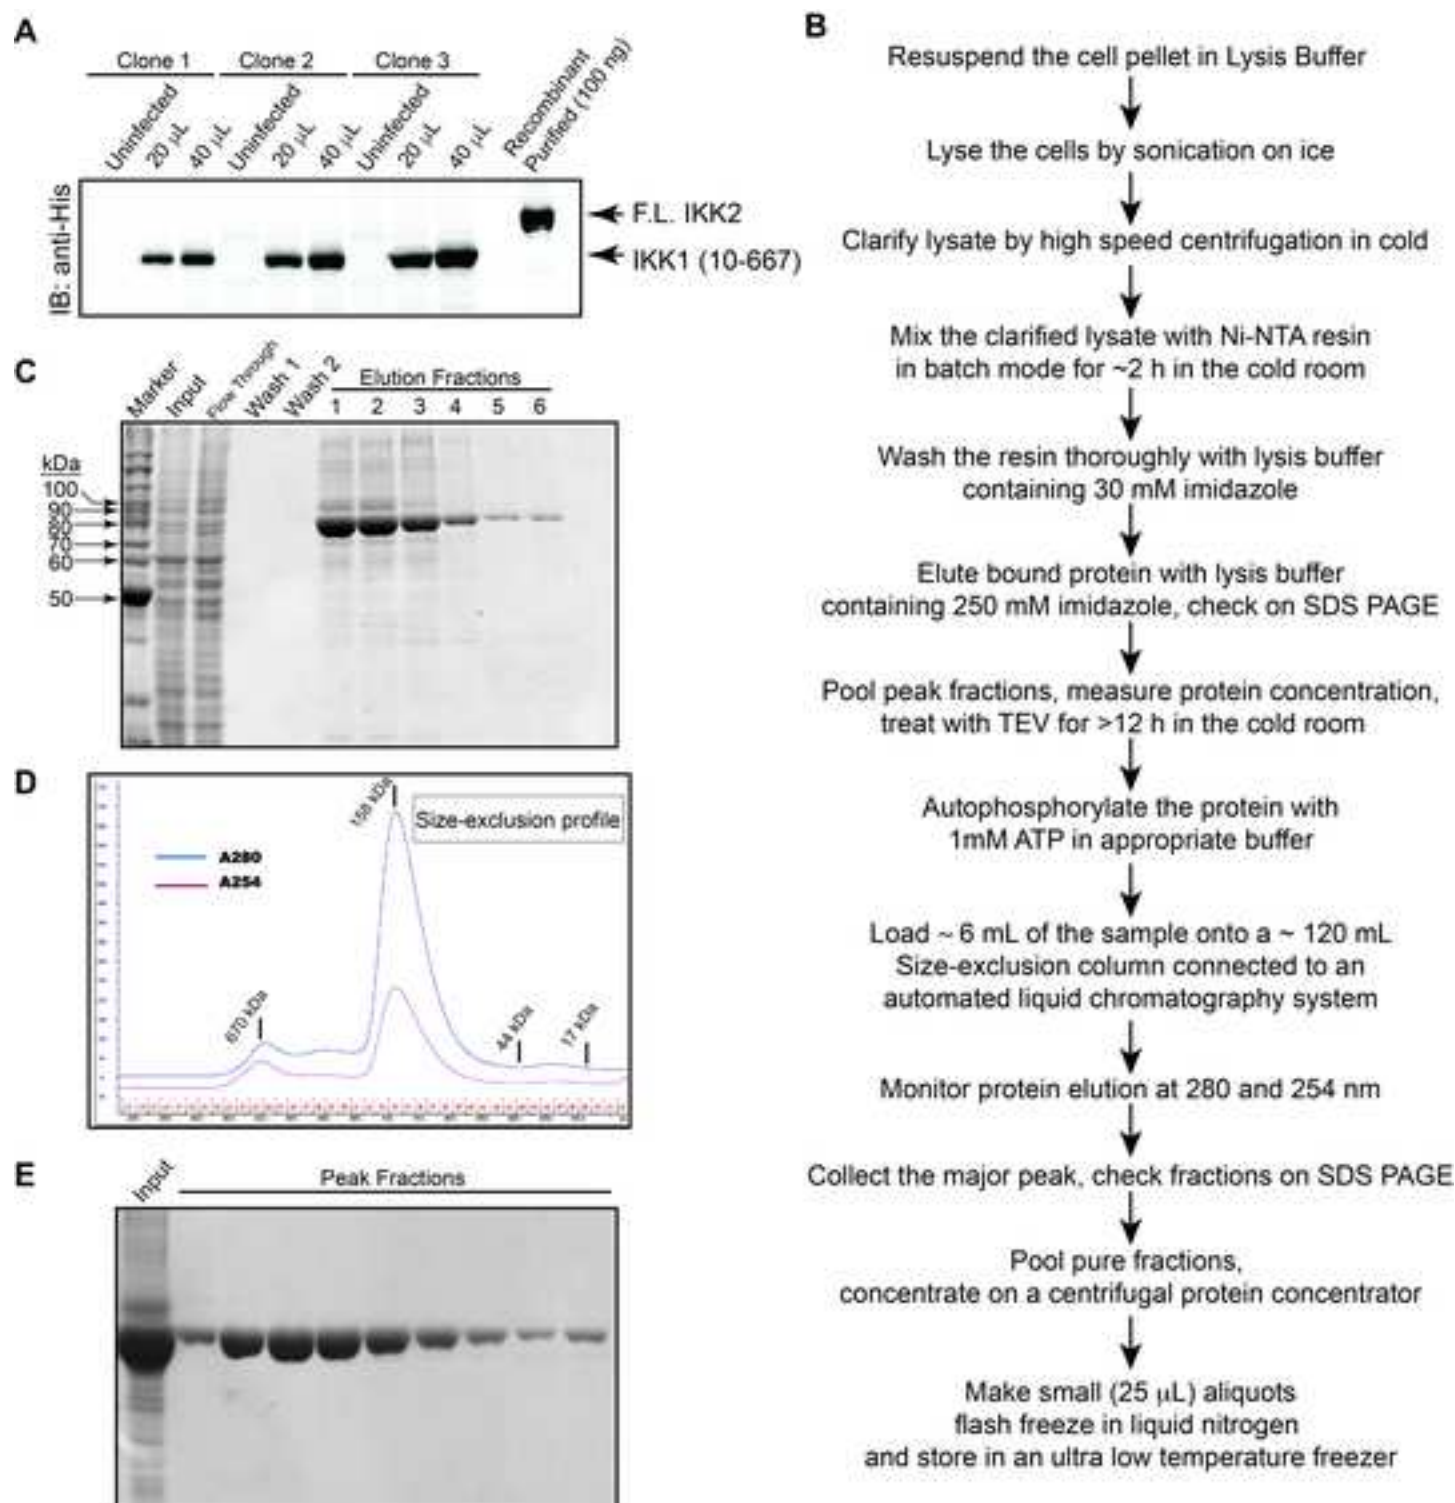 A
Clone 1
Clone 2
Clone 3
Uninfected
20 µL
40 µL
Uninfected
20 µL
40 µL
Uninfected
20 µL
40 µL
Recombinant
Purified (100 ng)
IB: anti-His
F.L. IKK2
IKK1 (10-667)
B
Resuspend the cell pellet in Lysis Buffer
Lyse the cells by sonication on ice
Clarify lysate by high speed centrifugation in cold
Mix the clarified lysate with Ni-NTA resin
in batch mode for ~2 h in the cold room
Wash the resin thoroughly with lysis buffer
containing 30 mM imidazole
Elute bound protein with lysis buffer
containing 250 mM imidazole, check on SDS PAGE
Pool peak fractions, measure protein concentration,
treat with TEV for >12 h in the cold room
Autophosphorylate the protein with
1mM ATP in appropriate buffer
Load ~ 6 mL of the sample onto a ~ 120 mL
Size-exclusion column connected to an
automated liquid chromatography system
Monitor protein elution at 280 and 254 nm
Collect the major peak, check fractions on SDS PAGE
Pool pure fractions,
concentrate on a centrifugal protein concentrator
Make small (25 µL) aliquots
flash freeze in liquid nitrogen
and store in an ultra low temperature freezer
C
Marker
Input
Flow Through
Wash 1
Wash 2
Elution Fractions
1 2 3 4 5 6
kDa
100
90
80
70
60
50
D
158 kDa
Size-exclusion profile
A280
A254
670 kDa
44 kDa
17 kDa
E
Input
Peak Fractions